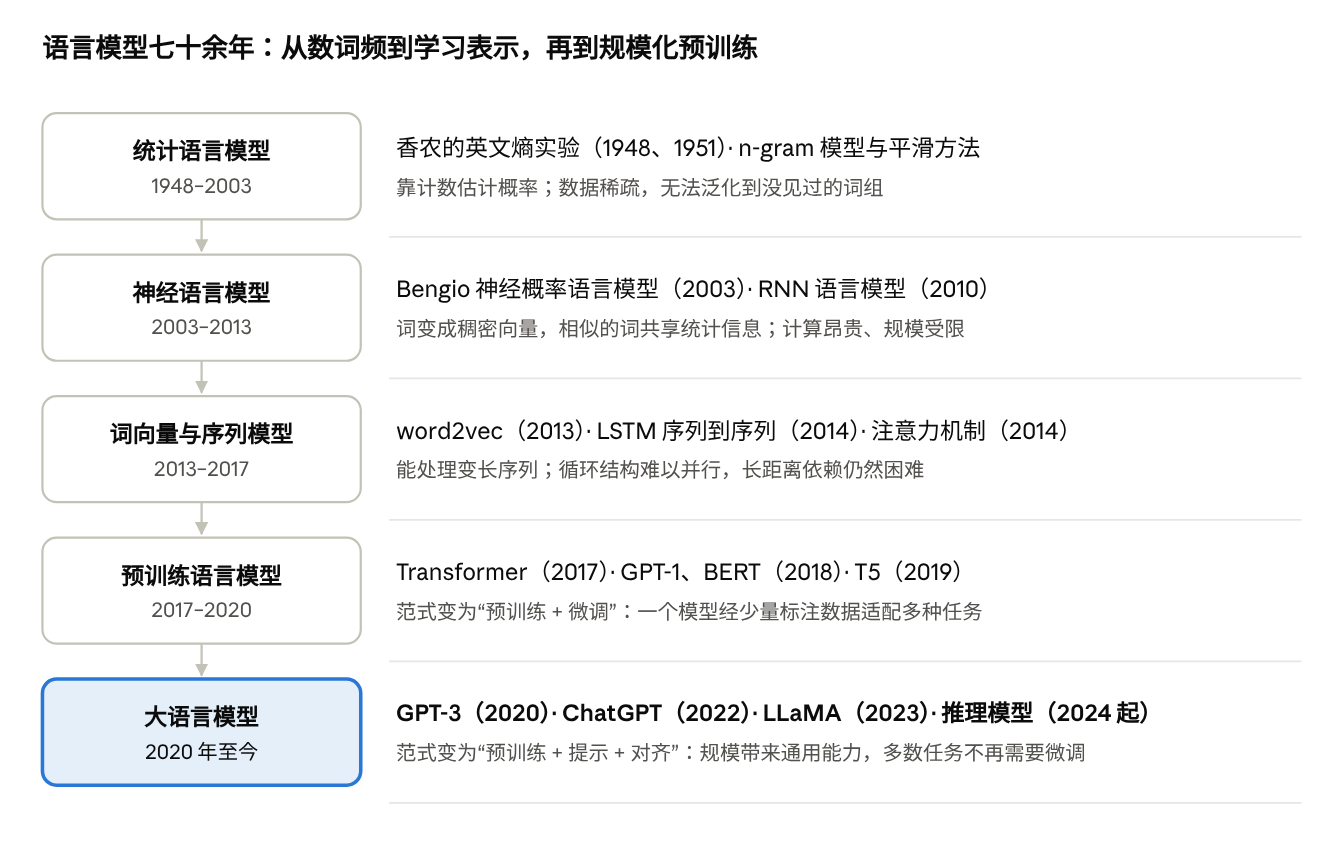 语言模型七十余年：从数词频到学习表示，再到规模化预训练
统计语言模型
1948–2003
香农的英文熵实验（1948、1951）· n-gram 模型与平滑方法
靠计数估计概率；数据稀疏，无法泛化到没见过的词组
神经语言模型
2003–2013
Bengio 神经概率语言模型（2003）· RNN 语言模型（2010）
词变成稠密向量，相似的词共享统计信息；计算昂贵、规模受限
词向量与序列模型
2013–2017
word2vec（2013）· LSTM 序列到序列（2014）· 注意力机制（2014）
能处理变长序列；循环结构难以并行，长距离依赖仍然困难
预训练语言模型
2017–2020
Transformer（2017）· GPT-1、BERT（2018）· T5（2019）
范式变为“预训练 + 微调”：一个模型经少量标注数据适配多种任务
大语言模型
2020 年至今
GPT-3（2020）· ChatGPT（2022）· LLaMA（2023）· 推理模型（2024 起）
范式变为“预训练 + 提示 + 对齐”：规模带来通用能力，多数任务不再需要微调